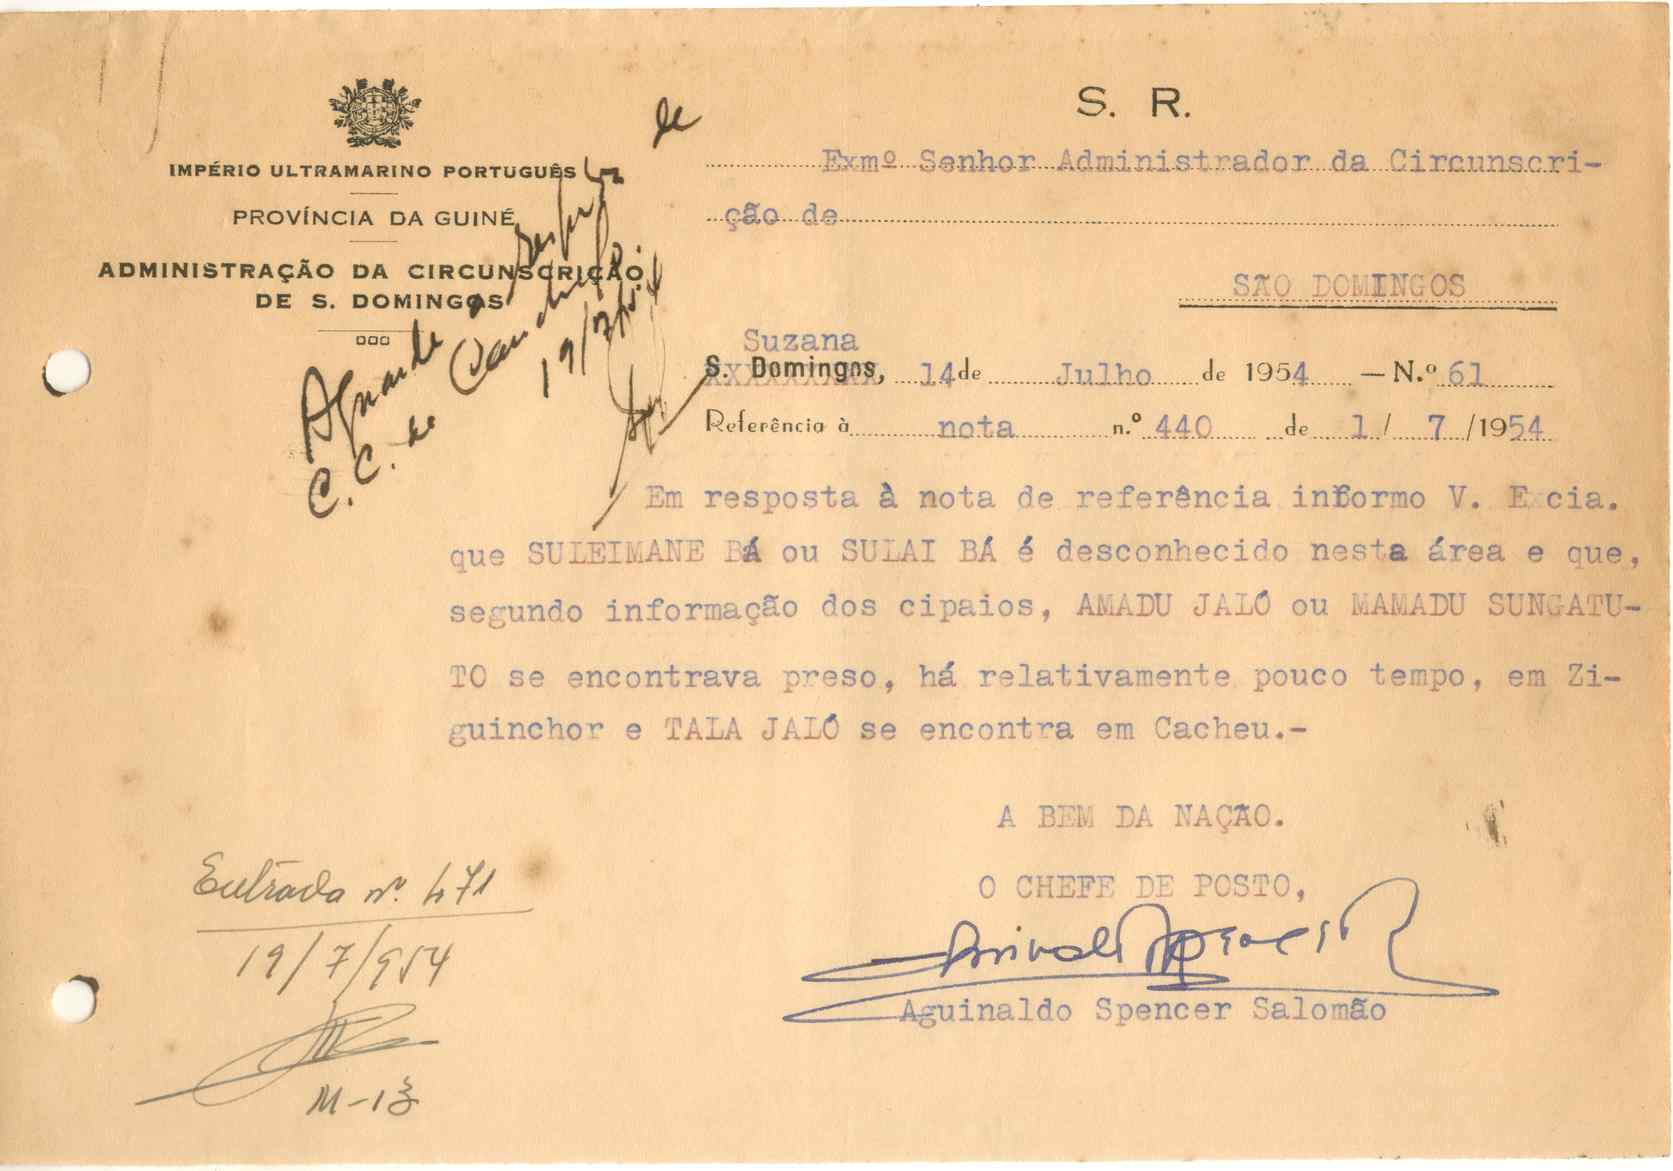 S. R.
IMPÉRIO ULTRAMARINO PORTUGUÊS
PROVÍNCIA DA GUINÉ
ADMINISTRAÇÃO DA CIRCUNSCRIÇÃO
DE S. DOMINGOS
Exmº Senhor Administrador da Circunscri-
ção de
SÃO DOMINGOS
Suzana
S. Domingos, 14 de Julho de 1954 — N.º 61
Referência à nota n.º 440 de 1 / 7 / 1954
Aguarde a resposta de
C. C. de
19/7/
Em resposta à nota de referência informo V. Excia.
que SULEIMANE BÁ ou SULAI BÁ é desconhecido nesta área e que,
segundo informação dos cipaios, AMADU JALÓ ou MAMADU SUNGATU-
TO se encontrava preso, há relativamente pouco tempo, em Zi-
guinchor e TALA JALÓ se encontra em Cacheu.-
A BEM DA NAÇÃO.
O CHEFE DE POSTO,
Aguinaldo Spencer Salomão
Entrada nº. 471
19/7/954
M-13